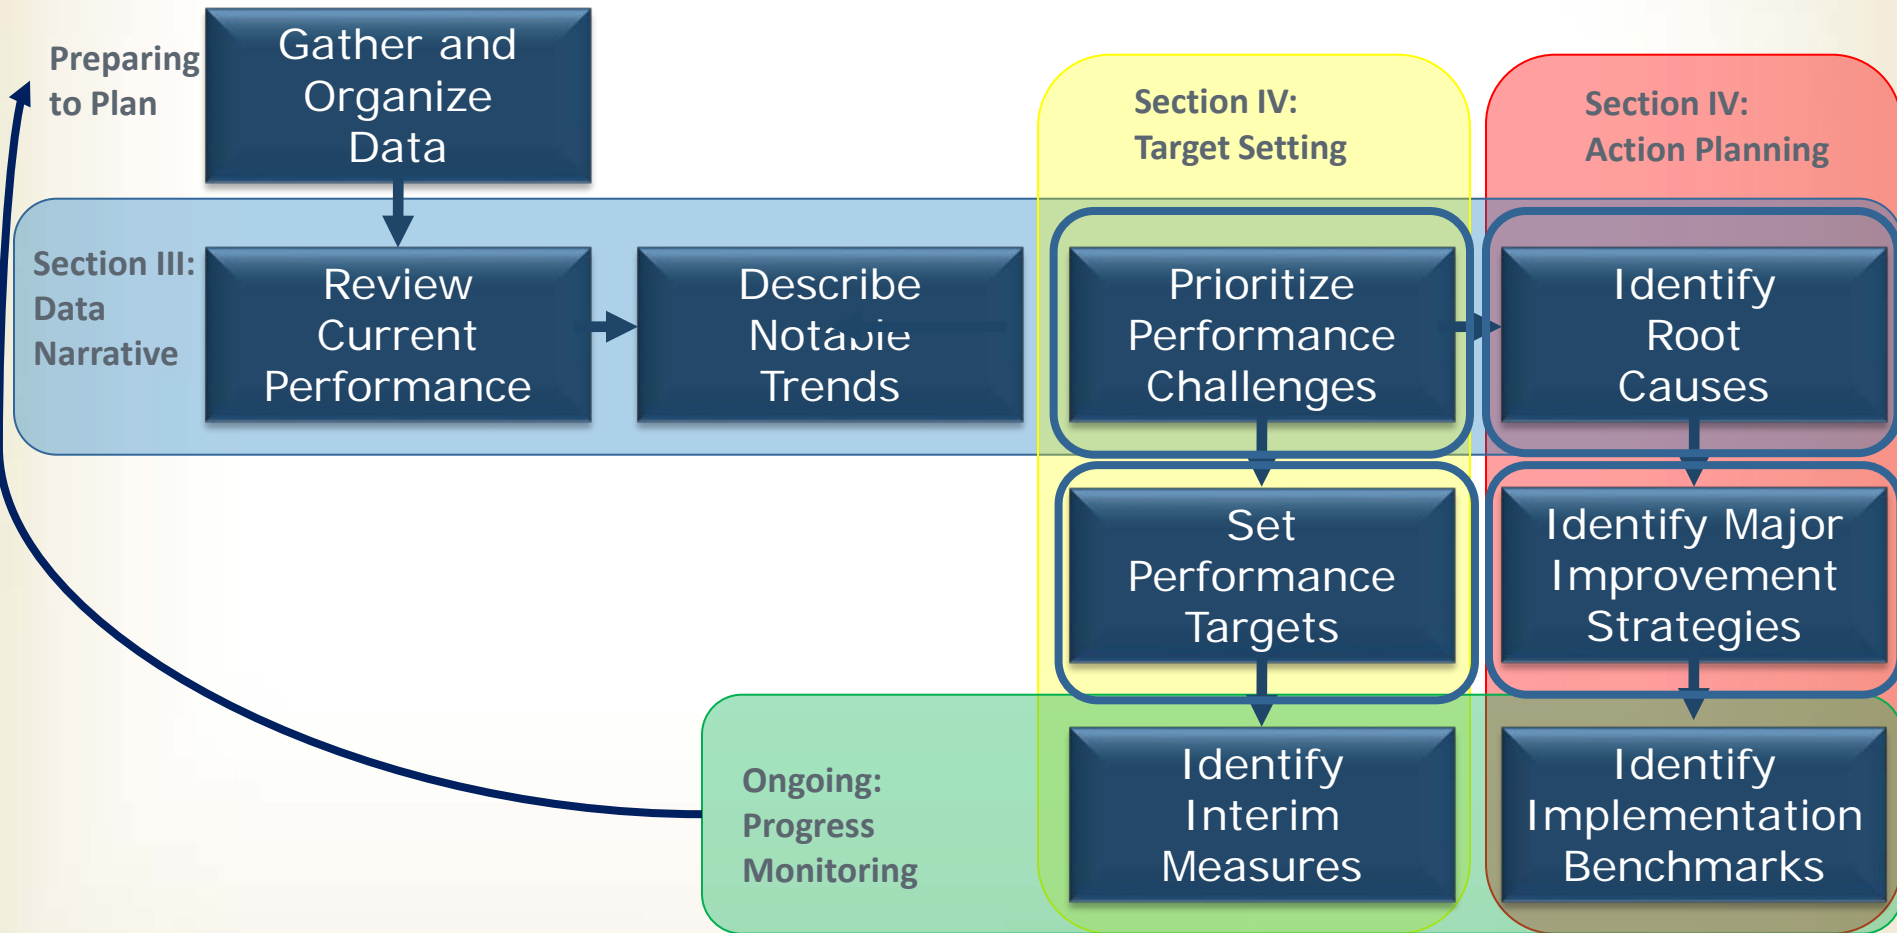 Preparing
to Plan
Gather and
Organize
Data
Section IV:
Target Setting
Section IV:
Action Planning
Section III:
Data
Narrative
Review
Current
Performance
Describe
Notable
Trends
Prioritize
Performance
Challenges
Identify
Root
Causes
Set
Performance
Targets
Identify Major
Improvement
Strategies
Ongoing:
Progress
Monitoring
Identify
Interim
Measures
Identify
Implementation
Benchmarks